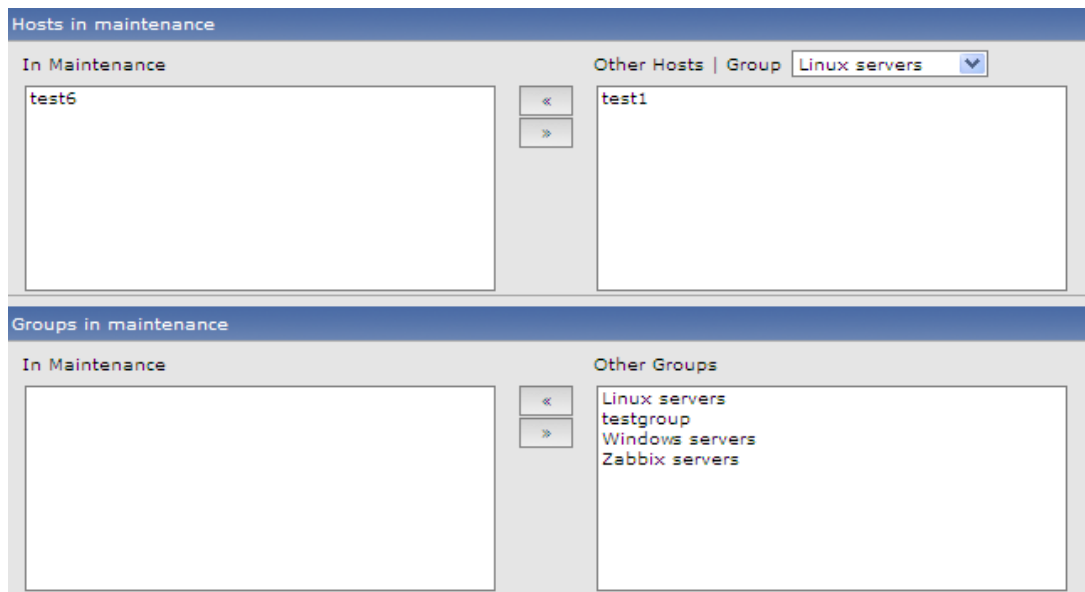 Hosts in maintenance
In Maintenance
Other Hosts | Group Linux servers
test6
«
»
test1
Groups in maintenance
In Maintenance
Other Groups
«
»
Linux servers
testgroup
Windows servers
Zabbix servers